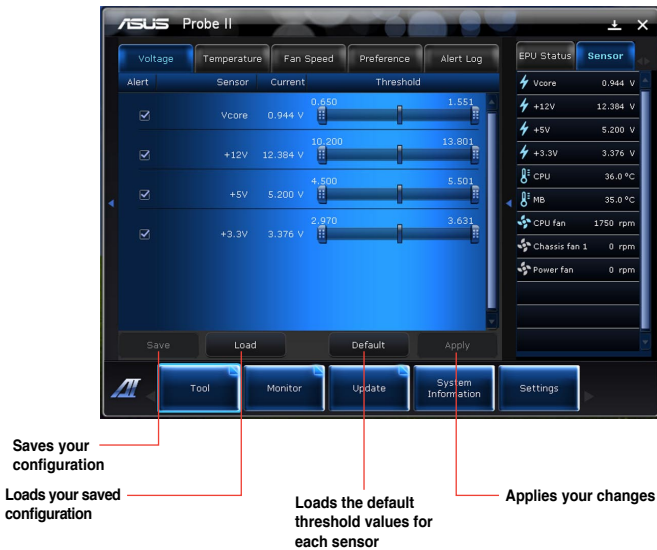 ASUS Probe II
Voltage Temperature Fan Speed Preference Alert Log
Alert Sensor Current Threshold
0.650 1.551
Vcore 0.944 V
10.200 13.801
+12V 12.384 V
4.500 5.501
+5V 5.200 V
2.970 3.631
+3.3V 3.376 V
Save Load Default Apply
EPU Status Sensor
Vcore 0.944 V
+12V 12.384 V
+5V 5.200 V
+3.3V 3.376 V
CPU 36.0 ºC
MB 35.0 ºC
CPU fan 1750 rpm
Chassis fan 1 0 rpm
Power fan 0 rpm
AI Tool Monitor Update System Information Settings
Saves your
configuration
Loads your saved
configuration
Loads the default
threshold values for
each sensor
Applies your changes